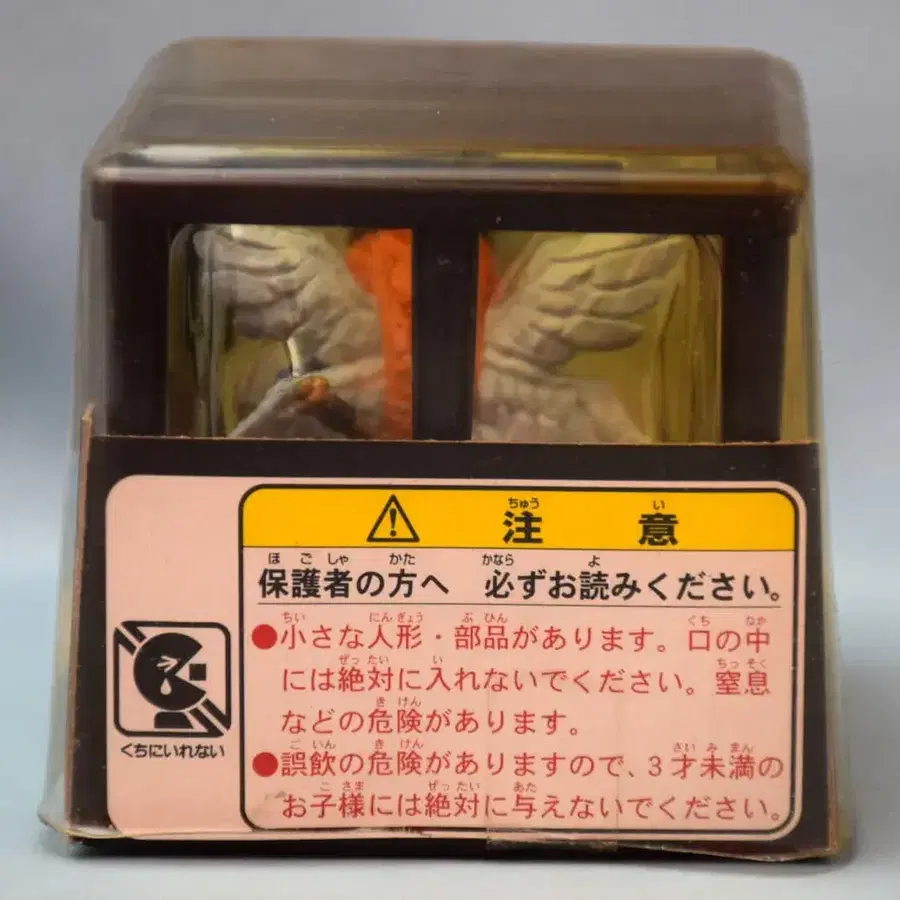 ⚠ 注意
保護者の方へ 必ずお読みください。
●小さな人形・部品があります。口の中
には絶対に入れないでください。窒息
などの危険があります。
●誤飲の危険がありますので、3才未満の
お子様には絶対に与えないでください。
くちにいれない